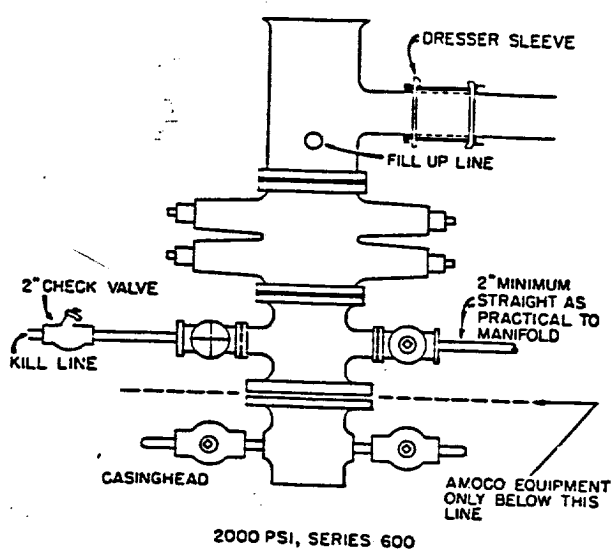 DRESSER SLEEVE
FILL UP LINE
2" CHECK VALVE
KILL LINE
2" MINIMUM
STRAIGHT AS
PRACTICAL TO
MANIFOLD
CASINGHEAD
AMOCO EQUIPMENT
ONLY BELOW THIS
LINE
2000 PSI, SERIES 600